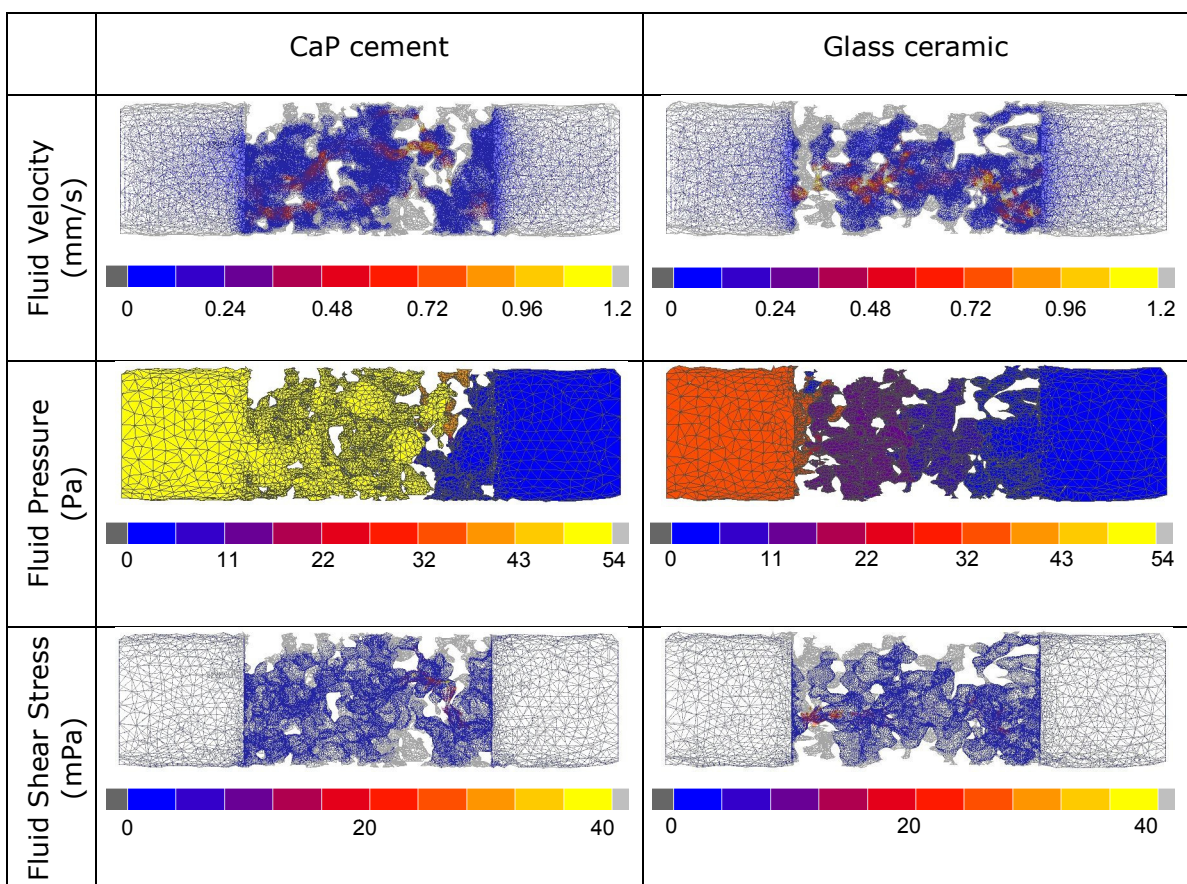 CaP cement
Glass ceramic
Fluid Velocity
(mm/s)
0 0.24 0.48 0.72 0.96 1.2
0 0.24 0.48 0.72 0.96 1.2
Fluid Pressure
(Pa)
0 11 22 32 43 54
0 11 22 32 43 54
Fluid Shear Stress
(mPa)
0 20 40
0 20 40